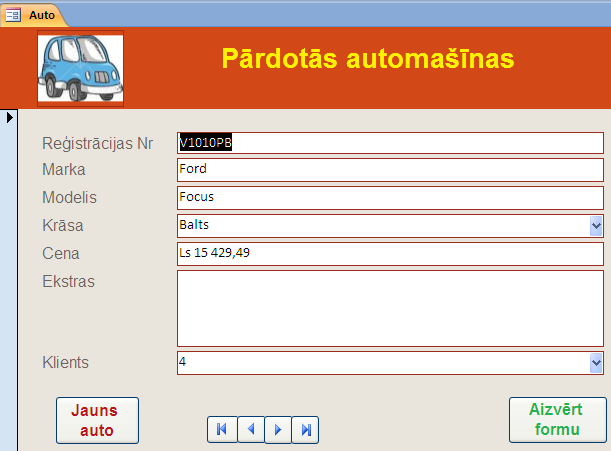 Auto
Pārdotās automašīnas
Reģistrācijas Nr V1010PB
Marka Ford
Modelis Focus
Krāsa Balts
Cena Ls 15 429,49
Ekstras
Klients 4
Jauns
auto
Aizvērt
formu